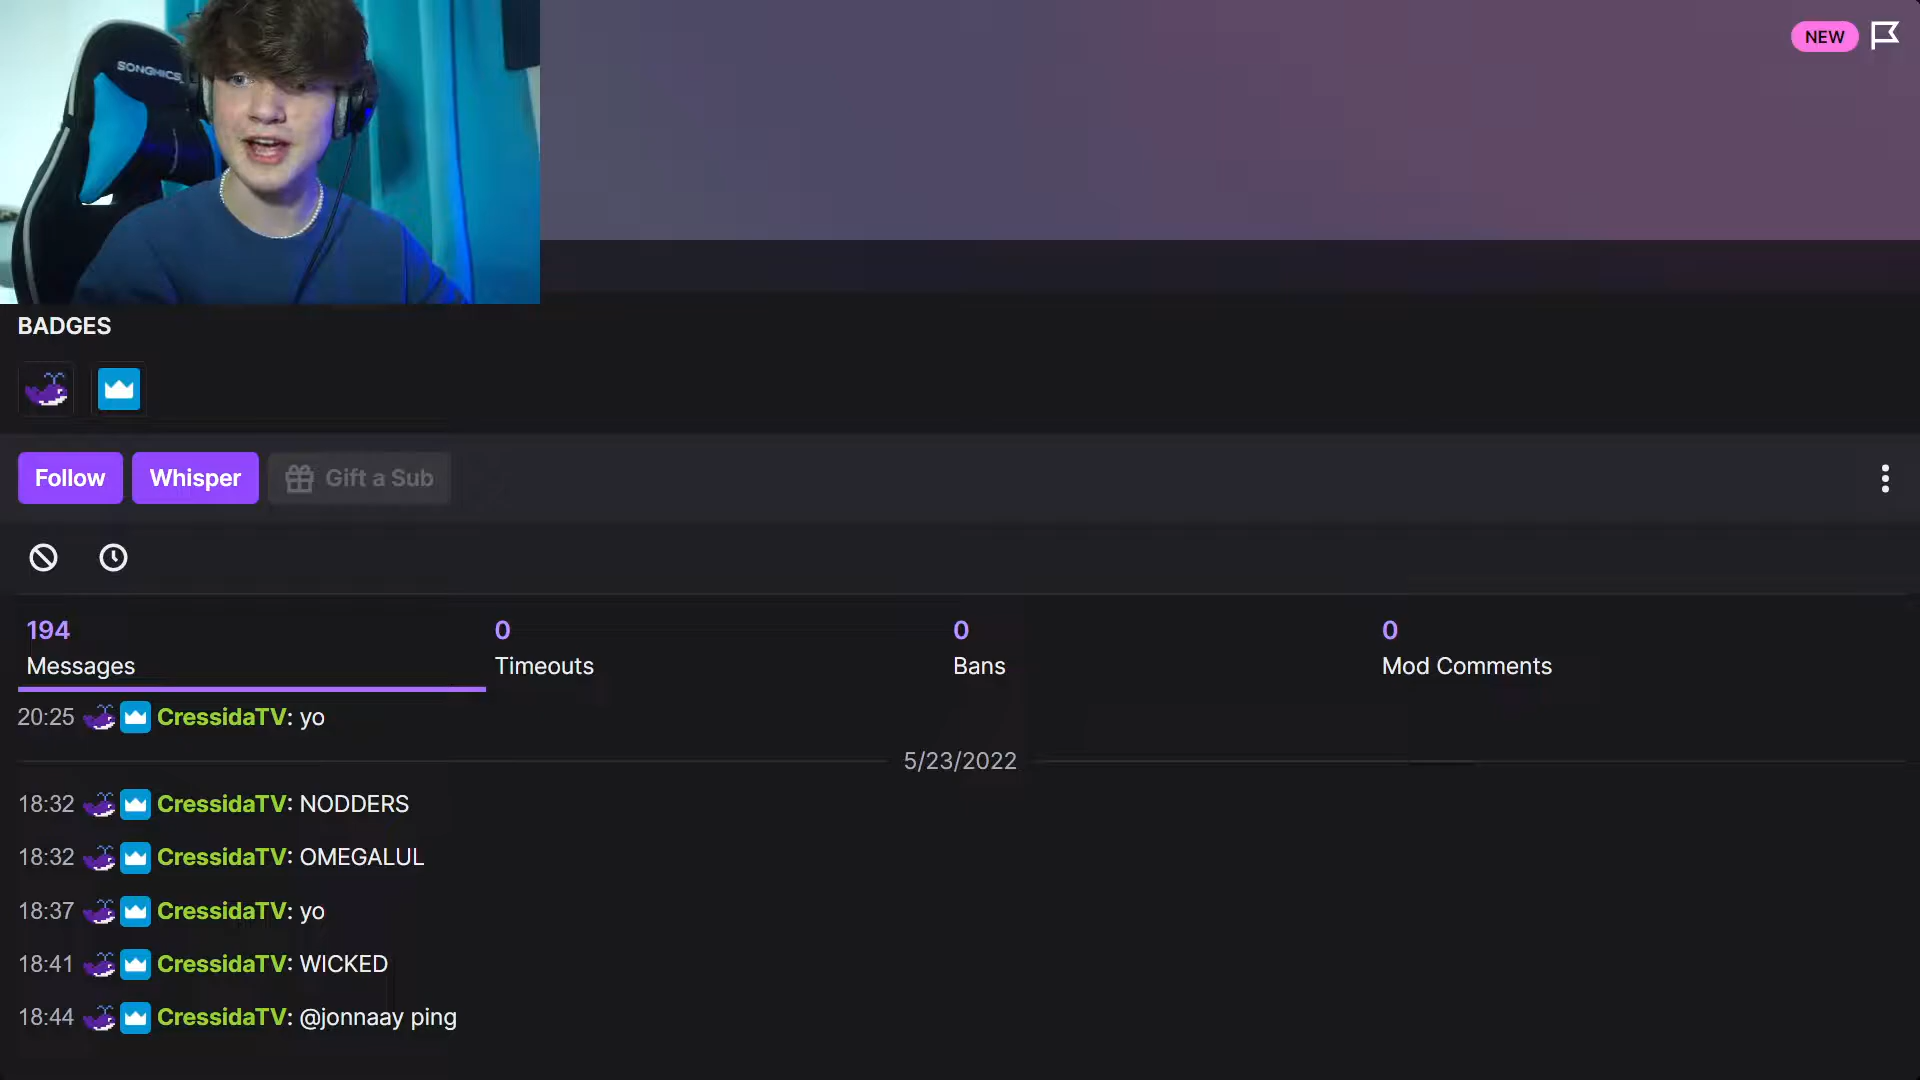 SONGMICS
NEW
BADGES
Follow
Whisper
Gift a Sub
194
Messages
0
Timeouts
0
Bans
0
Mod Comments
20:25 CressidaTV: yo
5/23/2022
18:32 CressidaTV: NODDERS
18:32 CressidaTV: OMEGALUL
18:37 CressidaTV: yo
18:41 CressidaTV: WICKED
18:44 CressidaTV: @jonnaay ping